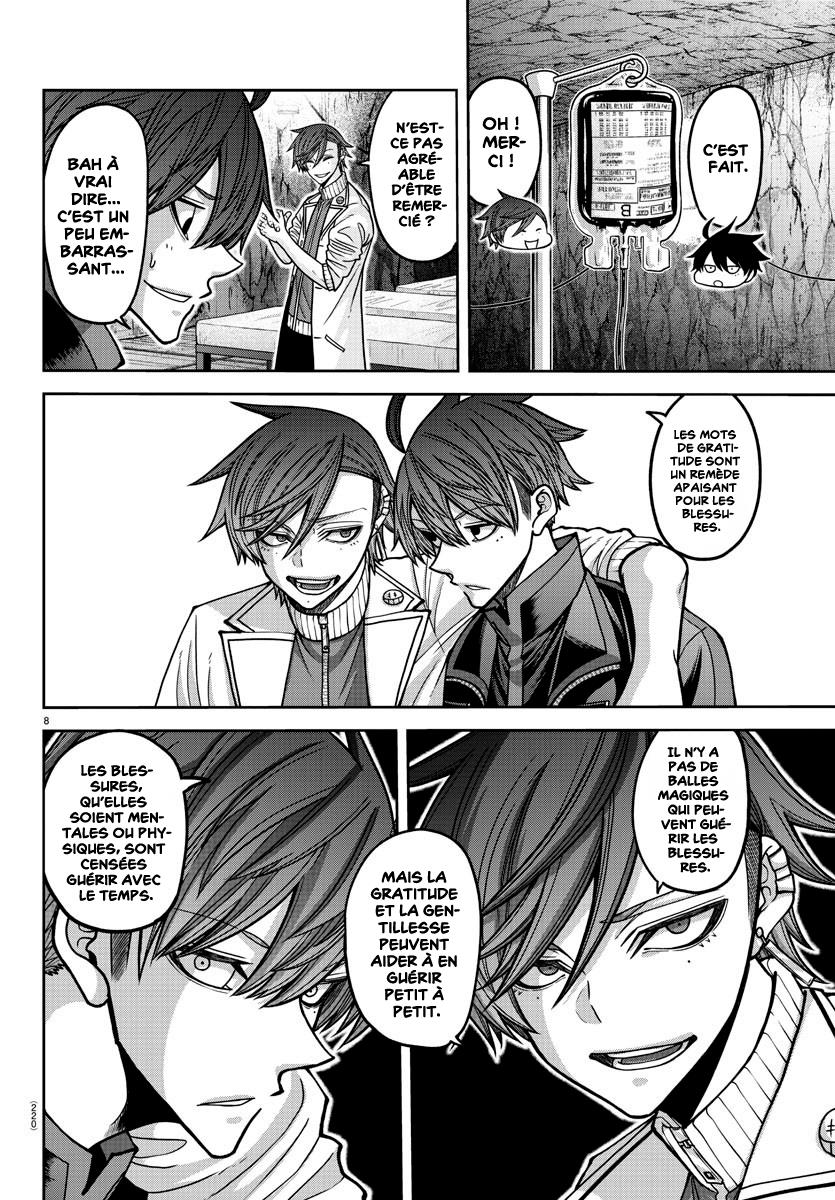 C'EST
FAIT.
OH !
MER-
CI !
B
N'EST-
CE PAS
AGRÉ-
ABLE
D'ÊTRE
REMER-
CIÉ ?
BAH À
VRAI
DIRE...
C'EST UN
PEU EM-
BARRAS-
SANT...
LES MOTS
DE GRATI-
TUDE SONT
UN REMÈDE
APAISANT
POUR LES
BLESSU-
RES.
8
IL N'Y A
PAS DE
BALLES
MAGIQUES
QUI PEU-
VENT GUÉ-
RIR LES
BLESSU-
RES.
MAIS LA
GRATITUDE
ET LA GEN-
TILLESSE
PEUVENT
AIDER À EN
GUÉRIR
PETIT À
PETIT.
LES BLES-
SURES,
QU'ELLES
SOIENT MEN-
TALES OU PHY-
SIQUES, SONT
CENSÉES
GUÉRIR AVEC
LE TEMPS.
(220)